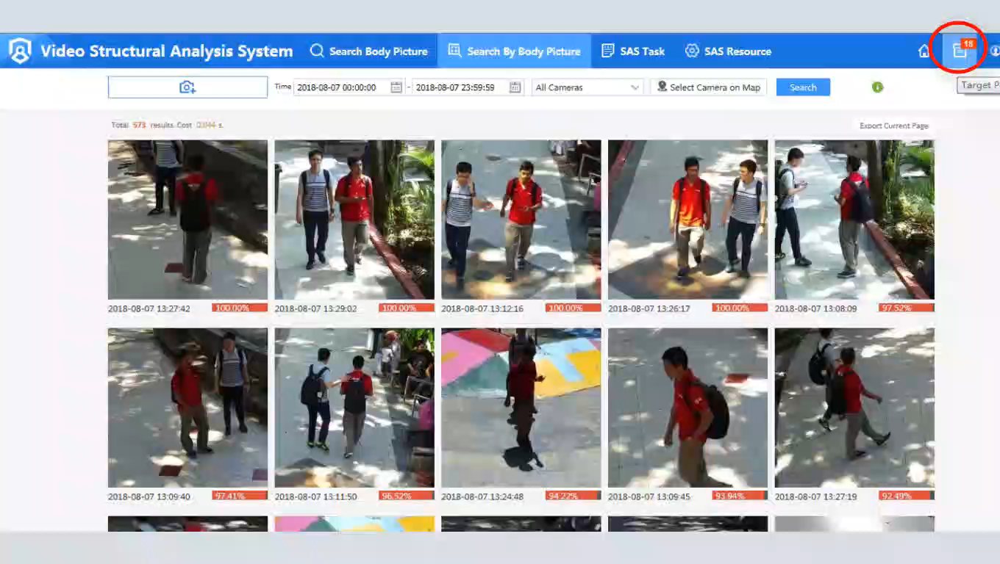 Video Structural Analysis System Search Body Picture Search By Body Picture SAS Task SAS Resource 18
Time 2018-08-07 00:00:00 - 2018-08-07 23:59:59 All Cameras Select Camera on Map Search
Target P
Total 573 results. Cost 0.044 s. Export Current Page
2018-08-07 13:27:42 100.00% 2018-08-07 13:29:02 100.00% 2018-08-07 13:12:16 100.00% 2018-08-07 13:26:17 100.00% 2018-08-07 13:08:09 97.52%
2018-08-07 13:09:40 97.41% 2018-08-07 13:11:50 96.52% 2018-08-07 13:24:48 94.22% 2018-08-07 13:09:45 93.94% 2018-08-07 13:27:19 92.49%